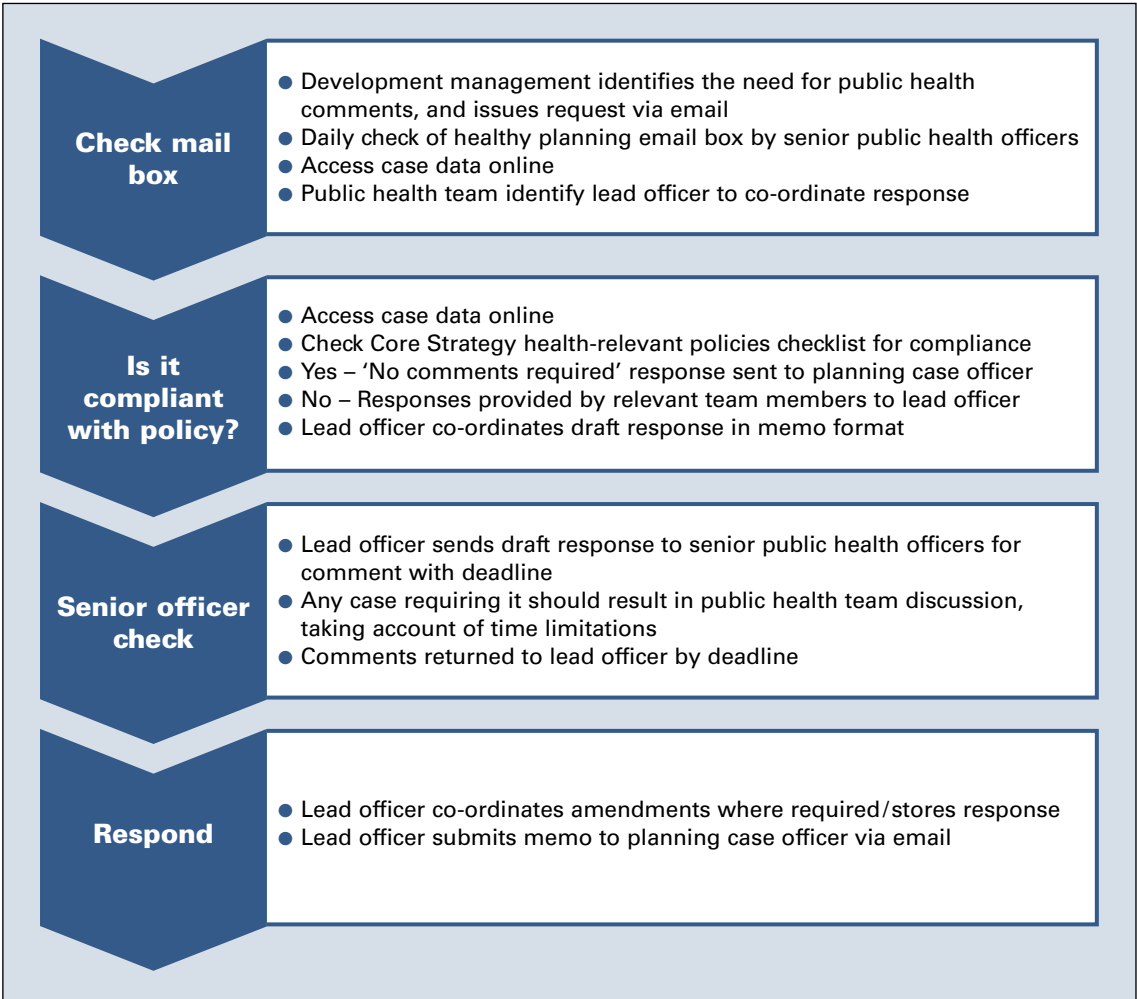 Check mail
box
● Development management identifies the need for public health
comments, and issues request via email
● Daily check of healthy planning email box by senior public health officers
● Access case data online
● Public health team identify lead officer to co-ordinate response
Is it
compliant
with policy?
● Access case data online
● Check Core Strategy health-relevant policies checklist for compliance
● Yes – ‘No comments required’ response sent to planning case officer
● No – Responses provided by relevant team members to lead officer
● Lead officer co-ordinates draft response in memo format
Senior officer
check
● Lead officer sends draft response to senior public health officers for
comment with deadline
● Any case requiring it should result in public health team discussion,
taking account of time limitations
● Comments returned to lead officer by deadline
Respond
● Lead officer co-ordinates amendments where required/stores response
● Lead officer submits memo to planning case officer via email